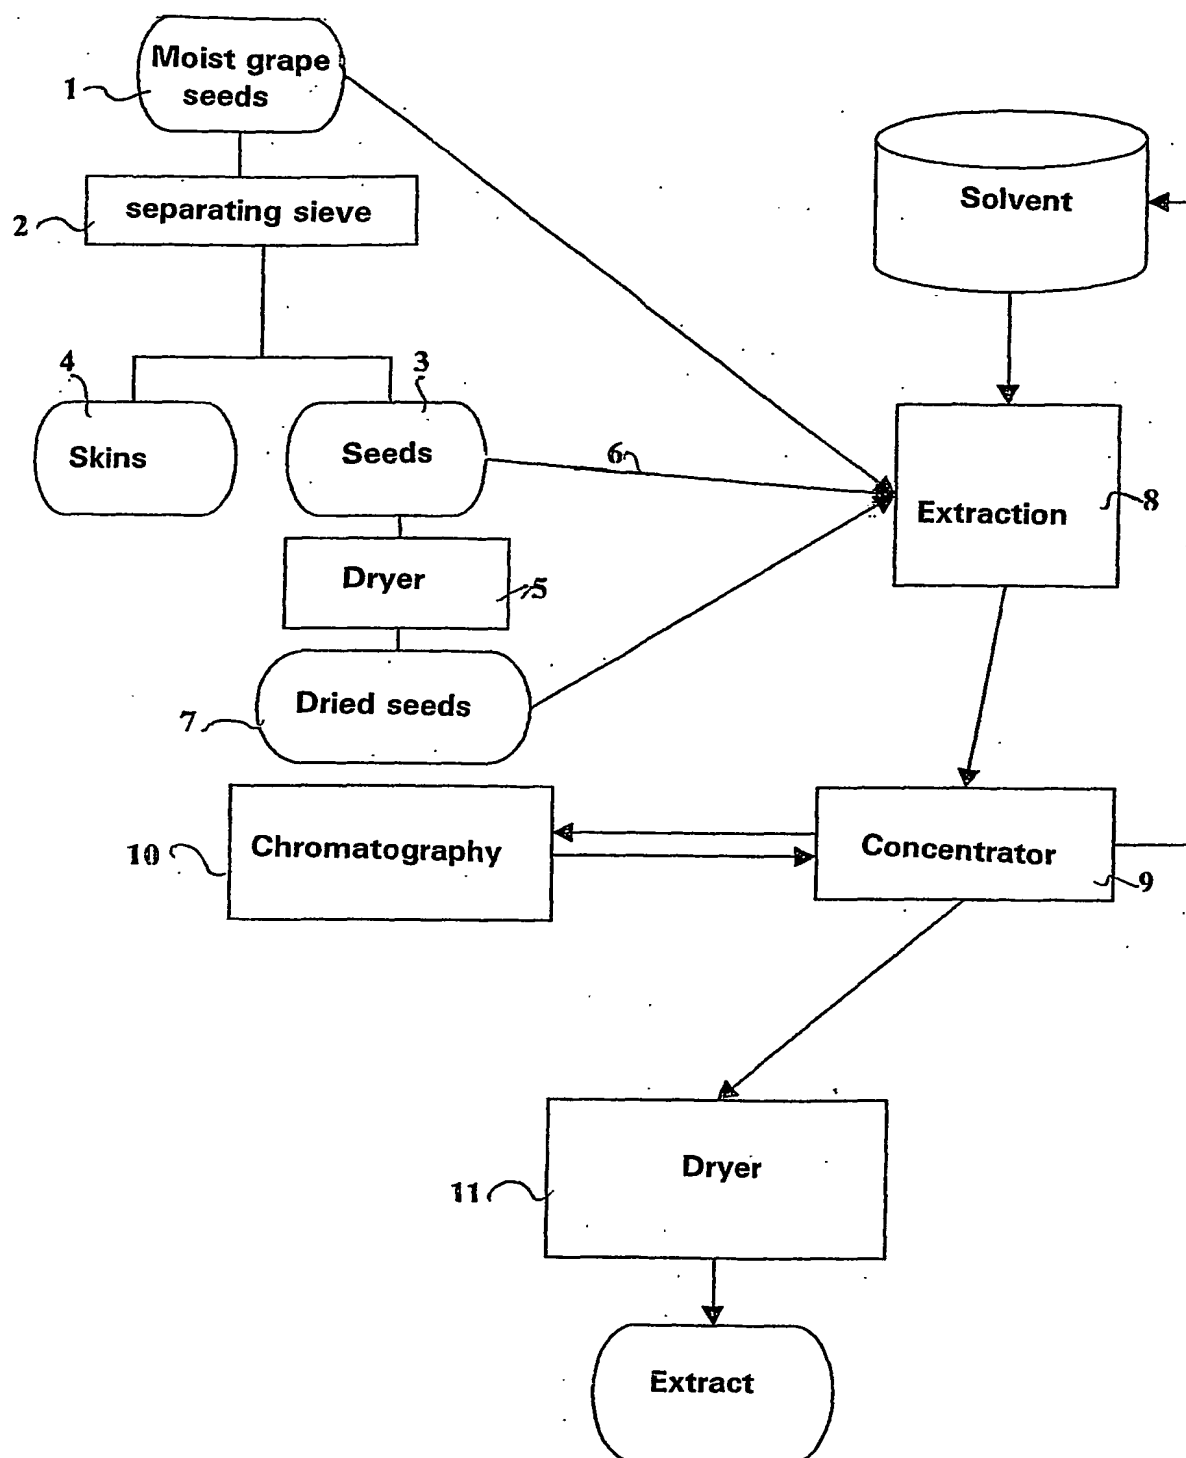 Moist grape
seeds
1
separating sieve
2
Solvent
4
3
Skins
Seeds
6
Extraction
8
Dryer
5
Dried seeds
7
Chromatography
10
Concentrator
9
Dryer
11
Extract